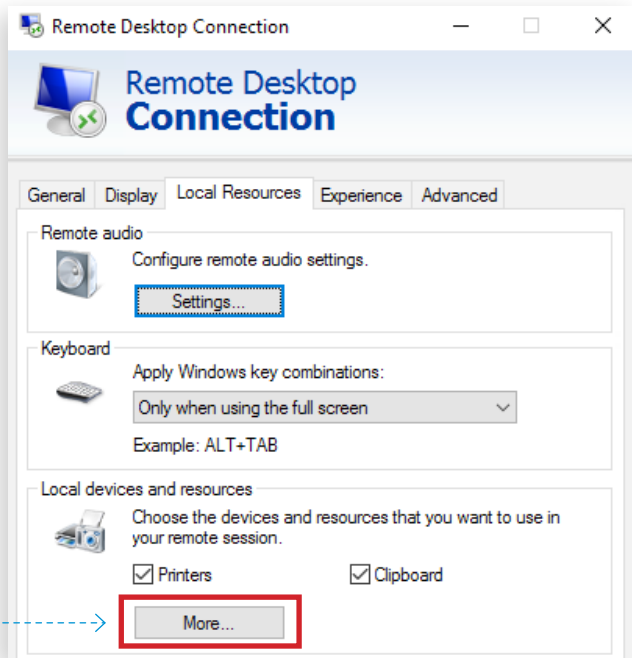 Remote Desktop Connection
Remote Desktop
Connection
General Display Local Resources Experience Advanced
Remote audio
Configure remote audio settings.
Settings...
Keyboard
Apply Windows key combinations:
Only when using the full screen
Example: ALT+TAB
Local devices and resources
Choose the devices and resources that you want to use in
your remote session.
Printers Clipboard
More...